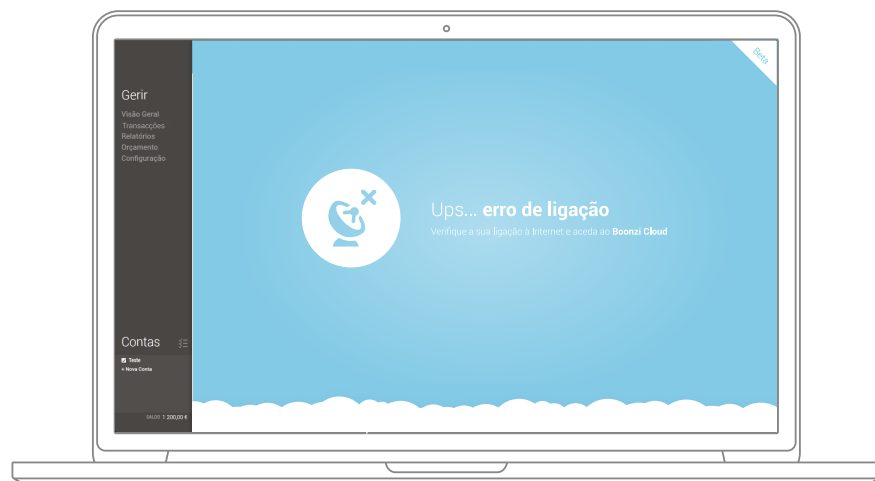 Beta
Gerir
Visão Geral
Transacções
Relatórios
Orçamento
Configuração
Ups... erro de ligação
Verifique a sua ligação à Internet e aceda ao Boonzi Cloud
Contas
Teste
+ Nova Conta
SALDO 1 200,00 €